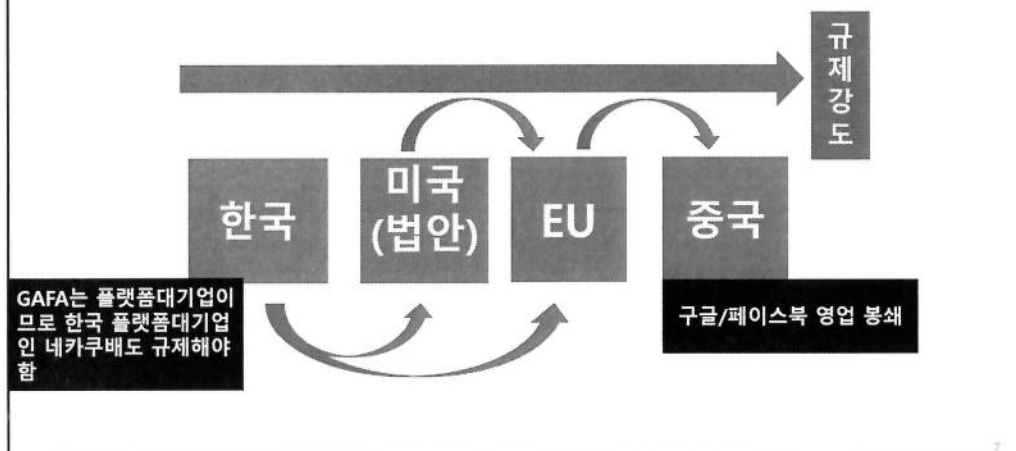 규
제
강
도
한국
미국
(법안)
EU
중국
GAFA는 플랫폼대기업이
므로 한국 플랫폼대기업
인 네카쿠배도 규제해야
함
구글/페이스북 영업 봉쇄
7